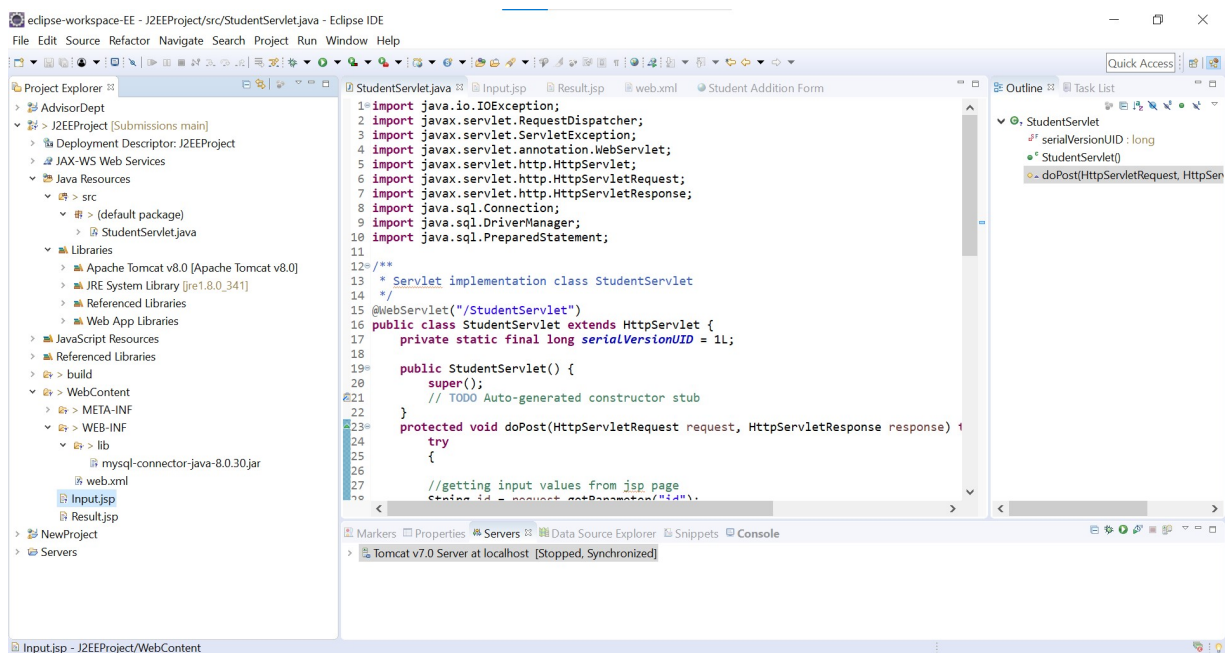 eclipse-workspace-EE - J2EEProject/src/StudentServlet.java - Eclipse IDE
File Edit Source Refactor Navigate Search Project Run Window Help
Quick Access
Project Explorer
AdvisorDept
> J2EEProject [Submissions main]
Deployment Descriptor: J2EEProject
JAX-WS Web Services
Java Resources
> src
> (default package)
> StudentServlet.java
Libraries
Apache Tomcat v8.0 [Apache Tomcat v8.0]
JRE System Library [jre1.8.0_341]
Referenced Libraries
Web App Libraries
JavaScript Resources
Referenced Libraries
> build
> WebContent
> META-INF
> WEB-INF
> lib
mysql-connector-java-8.0.30.jar
web.xml
Input.jsp
Result.jsp
NewProject
Servers
StudentServlet.java Input.jsp Result.jsp web.xml Student Addition Form
1 import java.io.IOException;
2 import javax.servlet.RequestDispatcher;
3 import javax.servlet.ServletException;
4 import javax.servlet.annotation.WebServlet;
5 import javax.servlet.http.HttpServlet;
6 import javax.servlet.http.HttpServletRequest;
7 import javax.servlet.http.HttpServletResponse;
8 import java.sql.Connection;
9 import java.sql.DriverManager;
10 import java.sql.PreparedStatement;
11
12 /**
13 * Servlet implementation class StudentServlet
14 */
15 @WebServlet("/StudentServlet")
16 public class StudentServlet extends HttpServlet {
17 private static final long serialVersionUID = 1L;
18
19 public StudentServlet() {
20 super();
21 // TODO Auto-generated constructor stub
22 }
23 protected void doPost(HttpServletRequest request, HttpServletResponse response) t
24 try
25 {
26
27 //getting input values from jsp page
28 String id = request.getParameter("id");
Outline Task List
StudentServlet
serialVersionUID : long
StudentServlet()
doPost(HttpServletRequest, HttpSer
Markers Properties Servers Data Source Explorer Snippets Console
Tomcat v7.0 Server at localhost [Stopped, Synchronized]
Input.jsp - J2EEProject/WebContent